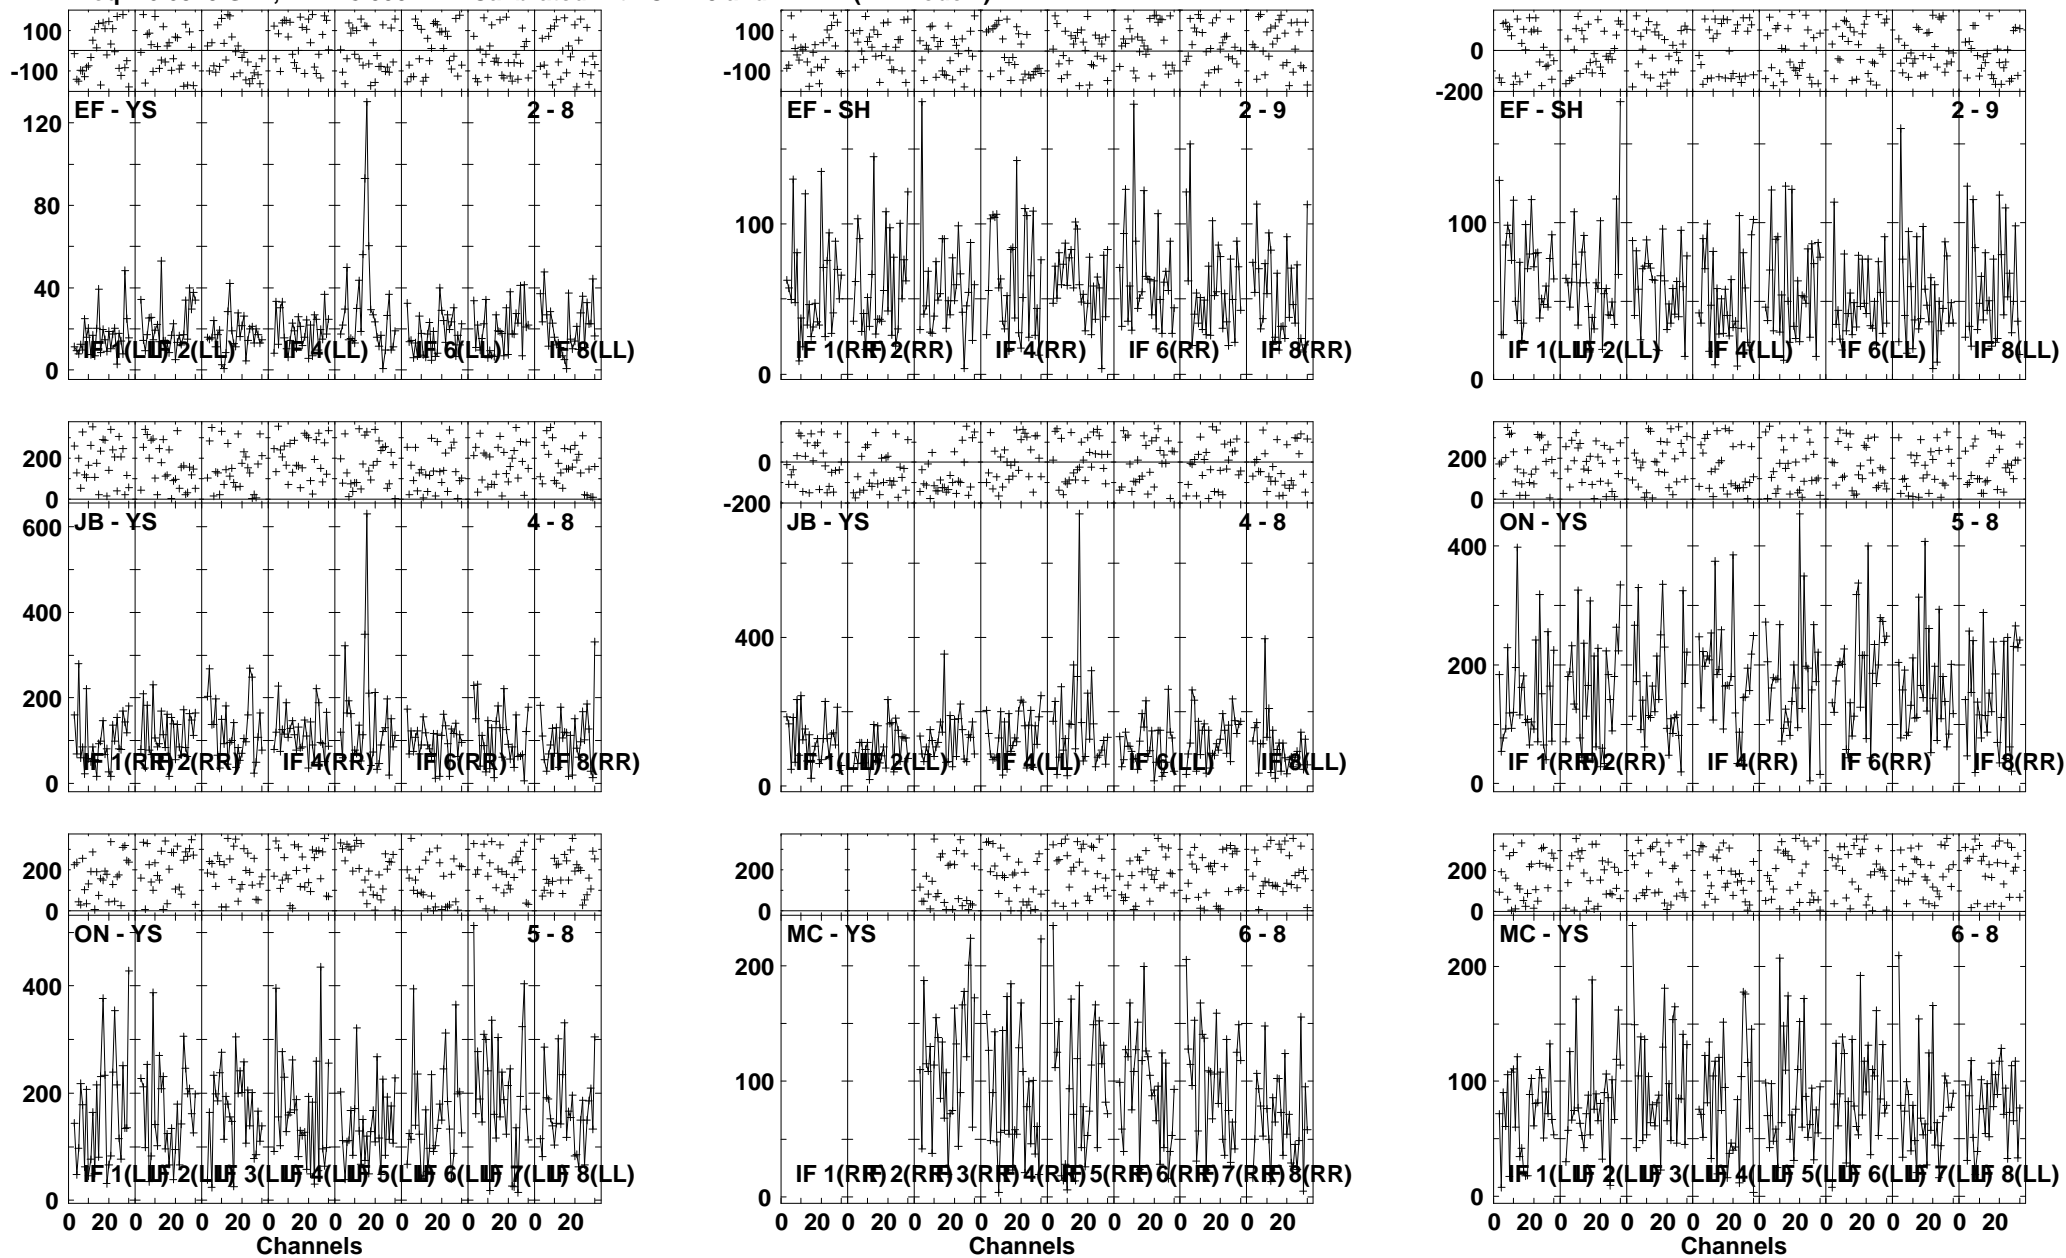 100
-100
EF - YS 2 - 8
120
80
40
0
IF 1(LL) IF 2(LL) IF 4(LL) IF 6(LL) IF 8(LL)
100
-100
EF - SH 2 - 9
100
0
IF 1(RR) IF 2(RR) IF 4(RR) IF 6(RR) IF 8(RR)
0
-200
EF - SH 2 - 9
100
0
IF 1(LL) IF 2(LL) IF 4(LL) IF 6(LL) IF 8(LL)
200
0
JB - YS 4 - 8
600
400
200
0
IF 1(RR) IF 2(RR) IF 4(RR) IF 6(RR) IF 8(RR)
0
-200
JB - YS 4 - 8
400
0
IF 1(LL) IF 2(LL) IF 4(LL) IF 6(LL) IF 8(LL)
200
0
ON - YS 5 - 8
400
200
0
IF 1(RR) IF 2(RR) IF 4(RR) IF 6(RR) IF 8(RR)
200
0
ON - YS 5 - 8
400
200
0
IF 1(LL) IF 2(LL) IF 3(LL) IF 4(LL) IF 5(LL) IF 6(LL) IF 7(LL) IF 8(LL)
0 20 0 20 0 20 0 20 0 20 0 20 0 20 0 20
Channels
200
0
MC - YS 6 - 8
200
100
0
IF 1(RR) IF 2(RR) IF 3(RR) IF 4(RR) IF 5(RR) IF 6(RR) IF 7(RR) IF 8(RR)
0 20 0 20 0 20 0 20 0 20 0 20 0 20 0 20
Channels
200
0
MC - YS 6 - 8
200
100
0
IF 1(LL) IF 2(LL) IF 3(LL) IF 4(LL) IF 5(LL) IF 6(LL) IF 7(LL) IF 8(LL)
0 20 0 20 0 20 0 20 0 20 0 20 0 20 0 20
Channels